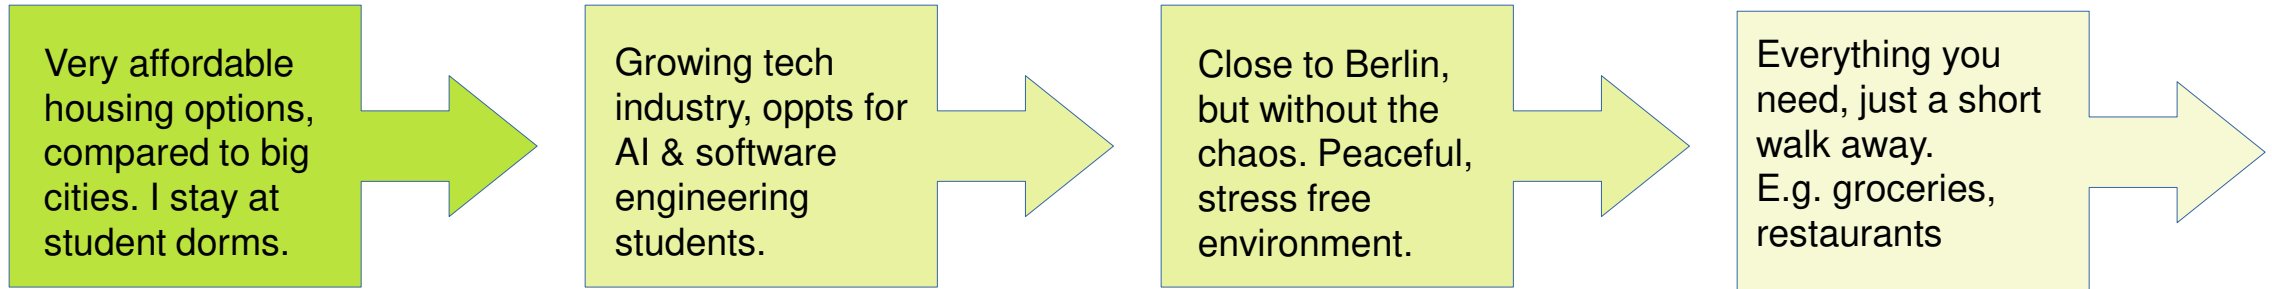 Very affordable
housing options,
compared to big
cities. I stay at
student dorms.
Growing tech
industry, oppts for
AI & software
engineering
students.
Close to Berlin,
but without the
chaos. Peaceful,
stress free
environment.
Everything you
need, just a short
walk away.
E.g. groceries,
restaurants